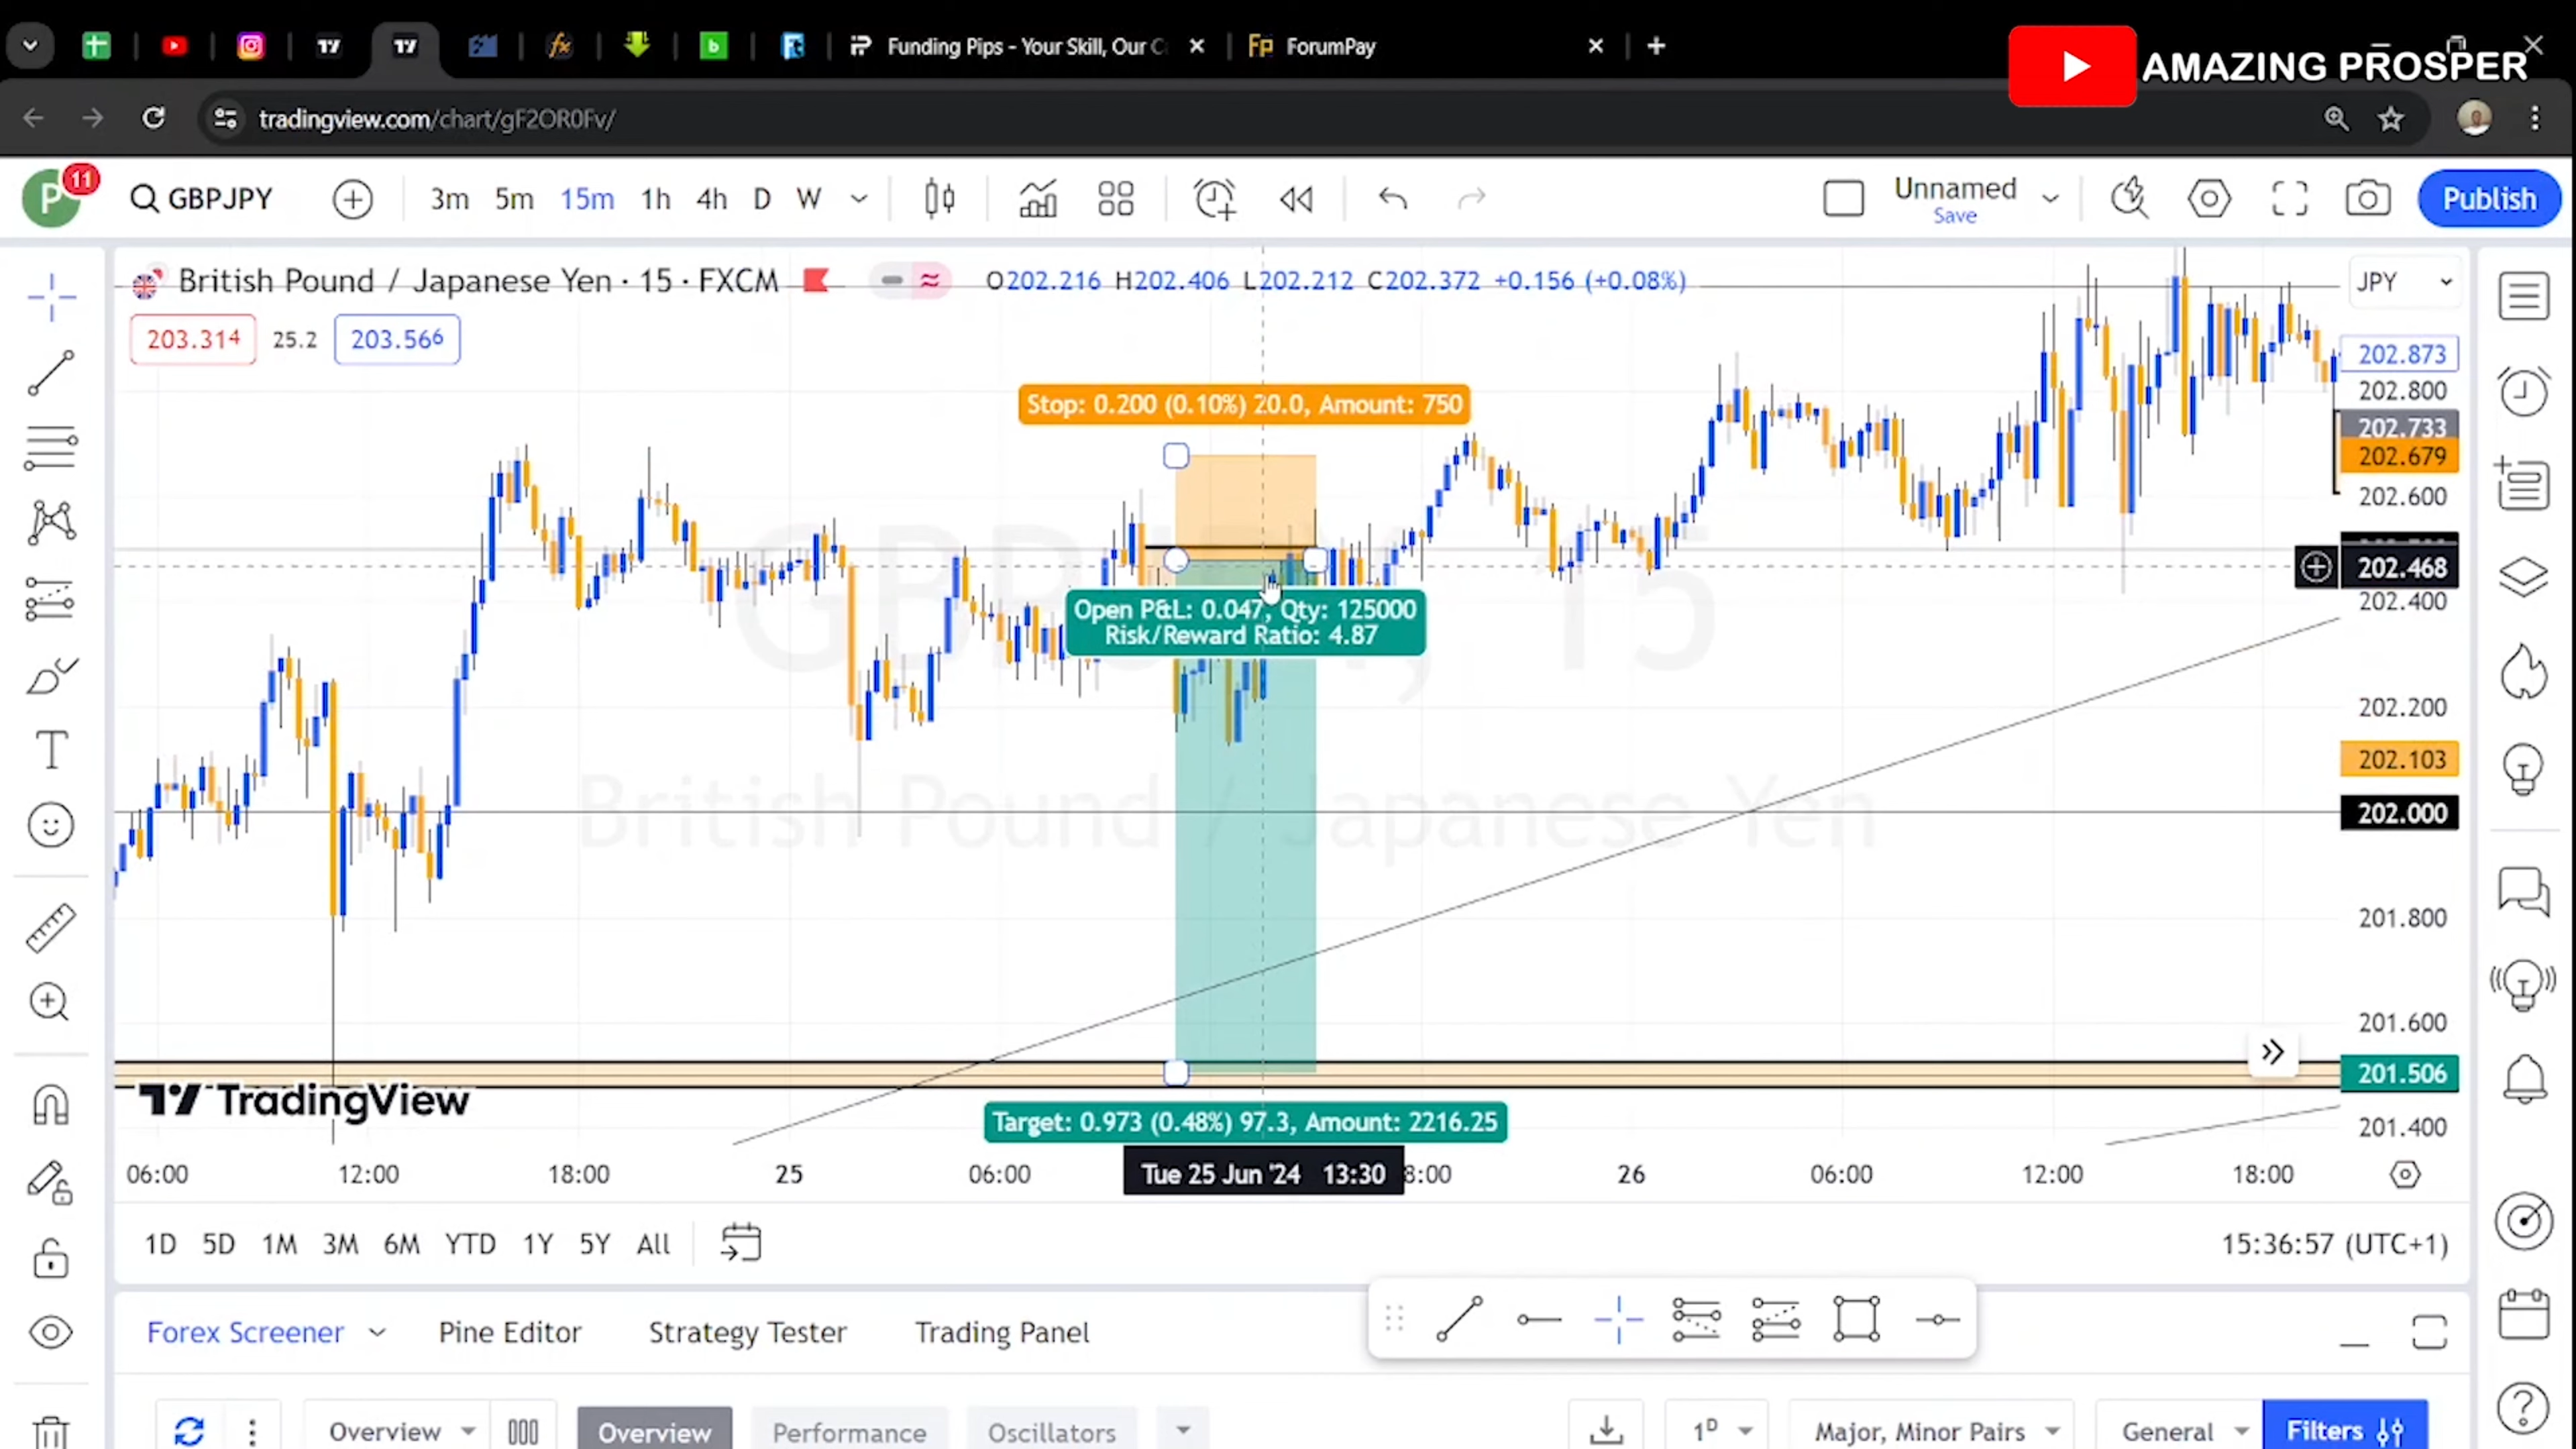 Funding Pips - Your Skill, Our C
ForumPay
AMAZING PROSPER
tradingview.com/chart/gF2OR0Fv/
P
11
GBPJPY
3m 5m 15m 1h 4h D W
Unnamed
Save
Publish
British Pound / Japanese Yen · 15 · FXCM
O202.216 H202.406 L202.212 C202.372 +0.156 (+0.08%)
JPY
203.314 25.2 203.566
202.873
202.800
202.733
202.679
202.600
202.468
202.400
202.200
202.103
202.000
201.800
201.600
201.506
201.400
Stop: 0.200 (0.10%) 20.0, Amount: 750
GBPJPY, 15
British Pound / Japanese Yen
Open P&L: 0.047, Qty: 125000
Risk/Reward Ratio: 4.87
TradingView
Target: 0.973 (0.48%) 97.3, Amount: 2216.25
06:00 12:00 18:00 25 06:00 Tue 25 Jun '24 13:30 8:00 26 06:00 12:00 18:00
1D 5D 1M 3M 6M YTD 1Y 5Y All
15:36:57 (UTC+1)
Forex Screener Pine Editor Strategy Tester Trading Panel
Overview Overview Performance Oscillators 1D Major, Minor Pairs General Filters